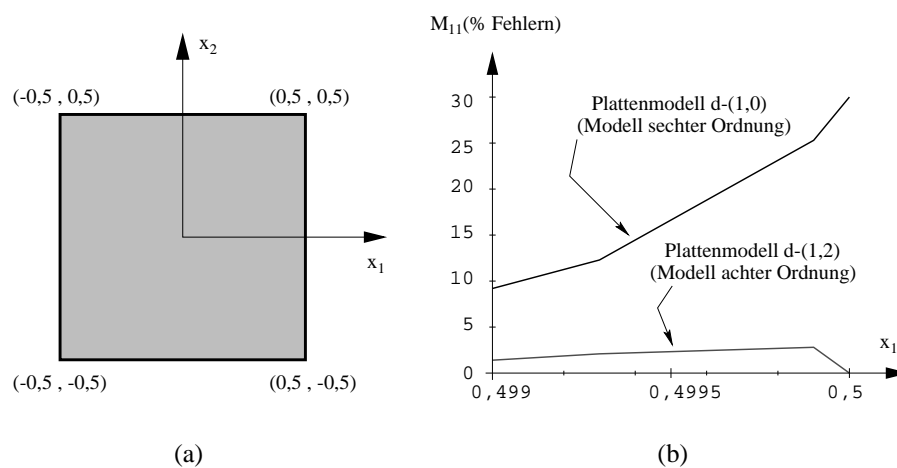 x2
(-0,5 , 0,5)
(0,5 , 0,5)
x1
(-0,5 , -0,5)
(0,5 , -0,5)
(a)
M11(% Fehlern)
30
25
20
15
10
5
0
Plattenmodell d-(1,0)
(Modell sechter Ordnung)
Plattenmodell d-(1,2)
(Modell achter Ordnung)
x1
0,499
0,4995
0,5
(b)